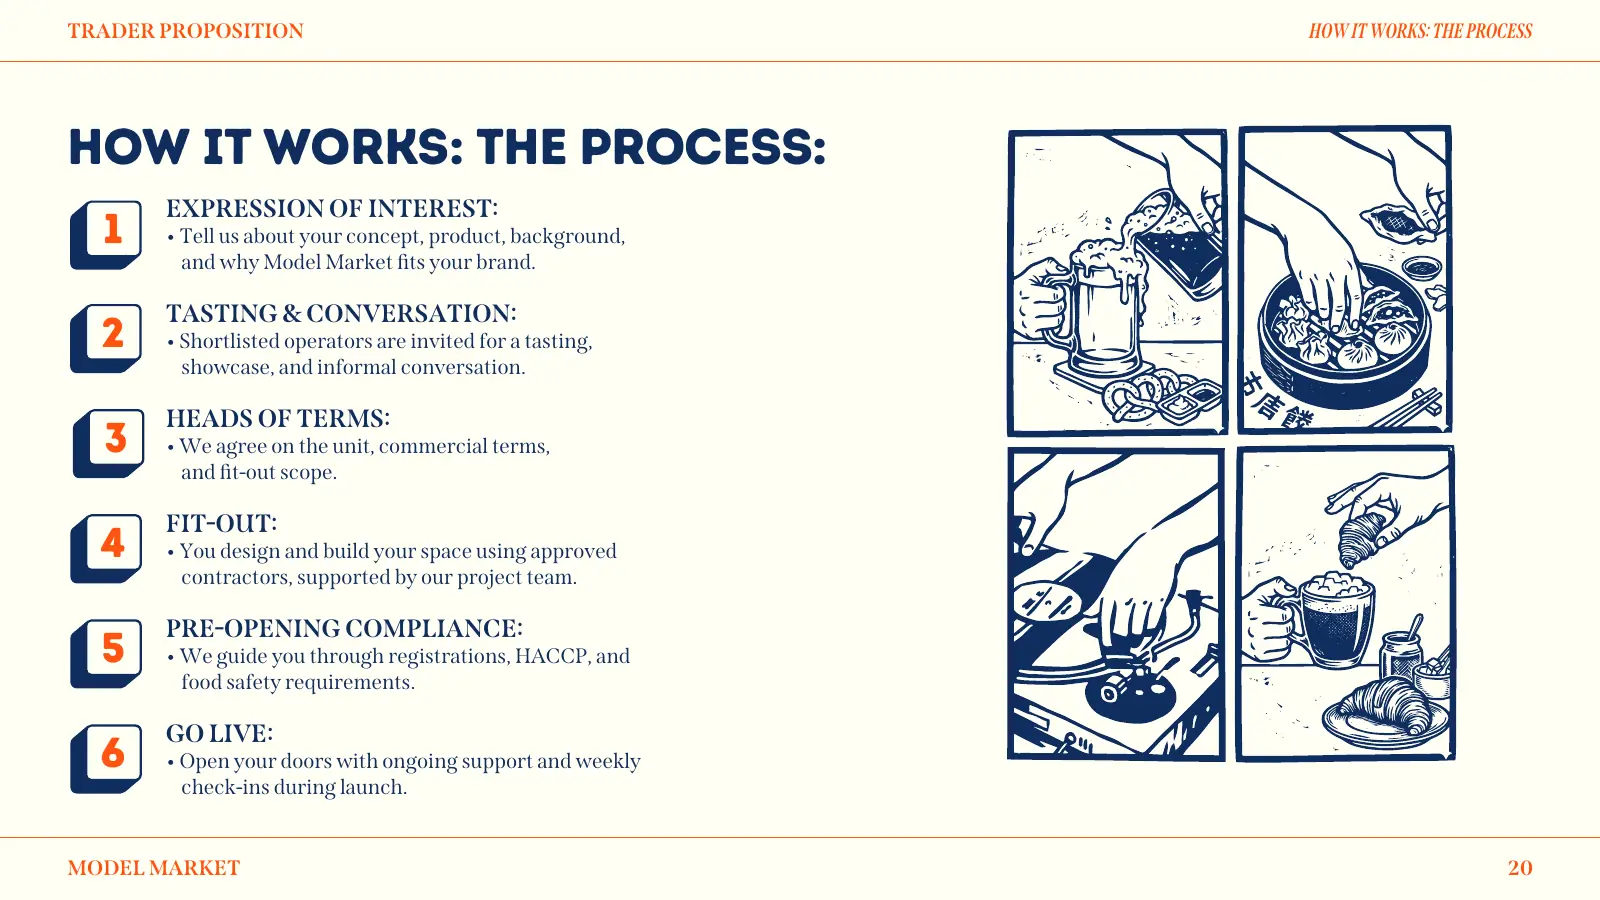 TRADER PROPOSITION
HOW IT WORKS: THE PROCESS
HOW IT WORKS: THE PROCESS:
1
EXPRESSION OF INTEREST:
• Tell us about your concept, product, background,
and why Model Market fits your brand.
2
TASTING & CONVERSATION:
• Shortlisted operators are invited for a tasting,
showcase, and informal conversation.
3
HEADS OF TERMS:
• We agree on the unit, commercial terms,
and fit-out scope.
4
FIT-OUT:
• You design and build your space using approved
contractors, supported by our project team.
5
PRE-OPENING COMPLIANCE:
• We guide you through registrations, HACCP, and
food safety requirements.
6
GO LIVE:
• Open your doors with ongoing support and weekly
check-ins during launch.
MODEL MARKET
20